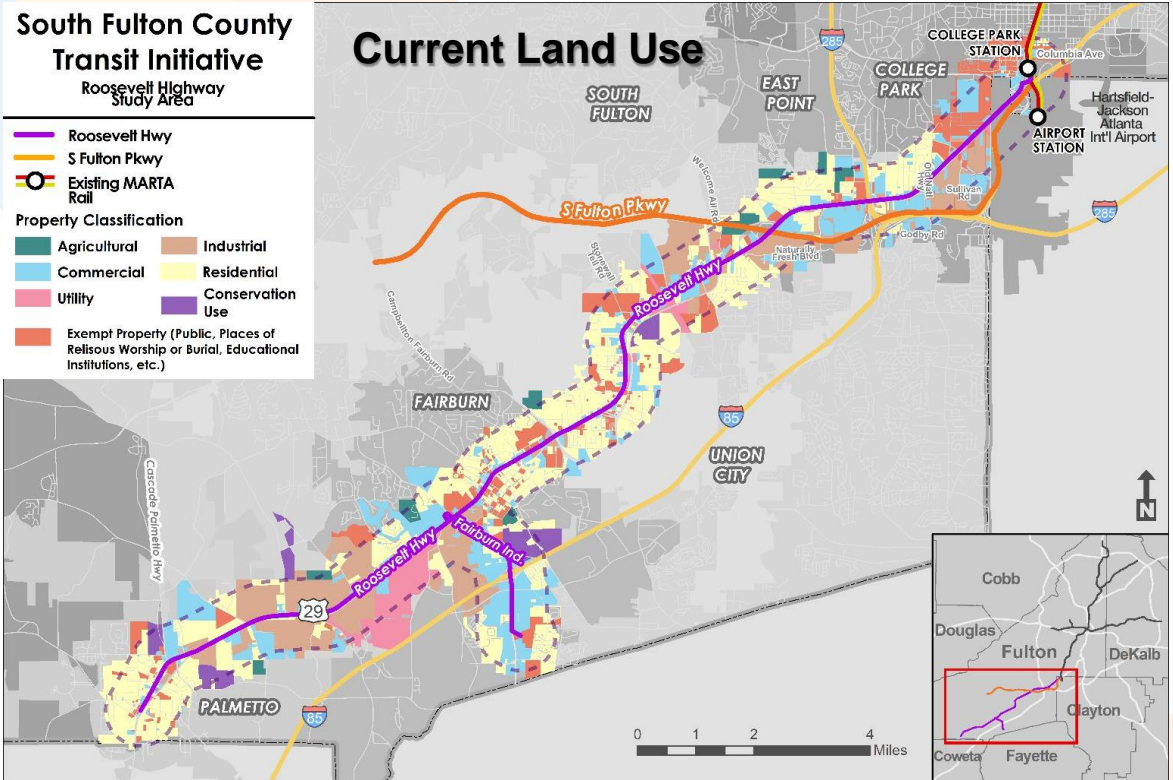 South Fulton County
Transit Initiative
Roosevelt Highway
Study Area
Roosevelt Hwy
S Fulton Pkwy
Existing MARTA
Rail
Property Classification
Agricultural
Industrial
Commercial
Residential
Utility
Conservation
Use
Exempt Property (Public, Places of
Relisous Worship or Burial, Educational
Institutions, etc.)
Current Land Use
285
COLLEGE PARK
STATION
Columbia Ave
EAST
POINT
COLLEGE
PARK
SOUTH
FULTON
Hartsfield-
Jackson
Atlanta
Int'l Airport
AIRPORT
STATION
Welcome All Rd
Old Nat'l
Hwy
Sullivan
Rd
285
S Fulton Pkwy
Godby Rd
Naturally
Fresh Blvd
Stonewall
Tell Rd
Roosevelt Hwy
Campbellton Fairburn Rd
FAIRBURN
85
UNION
CITY
Cascade Palmetto Hwy
Fairburn Ind.
Roosevelt Hwy
29
PALMETTO
85
N
0 1 2 4
Miles
Cobb
Douglas
Fulton
DeKalb
Clayton
Coweta
Fayette